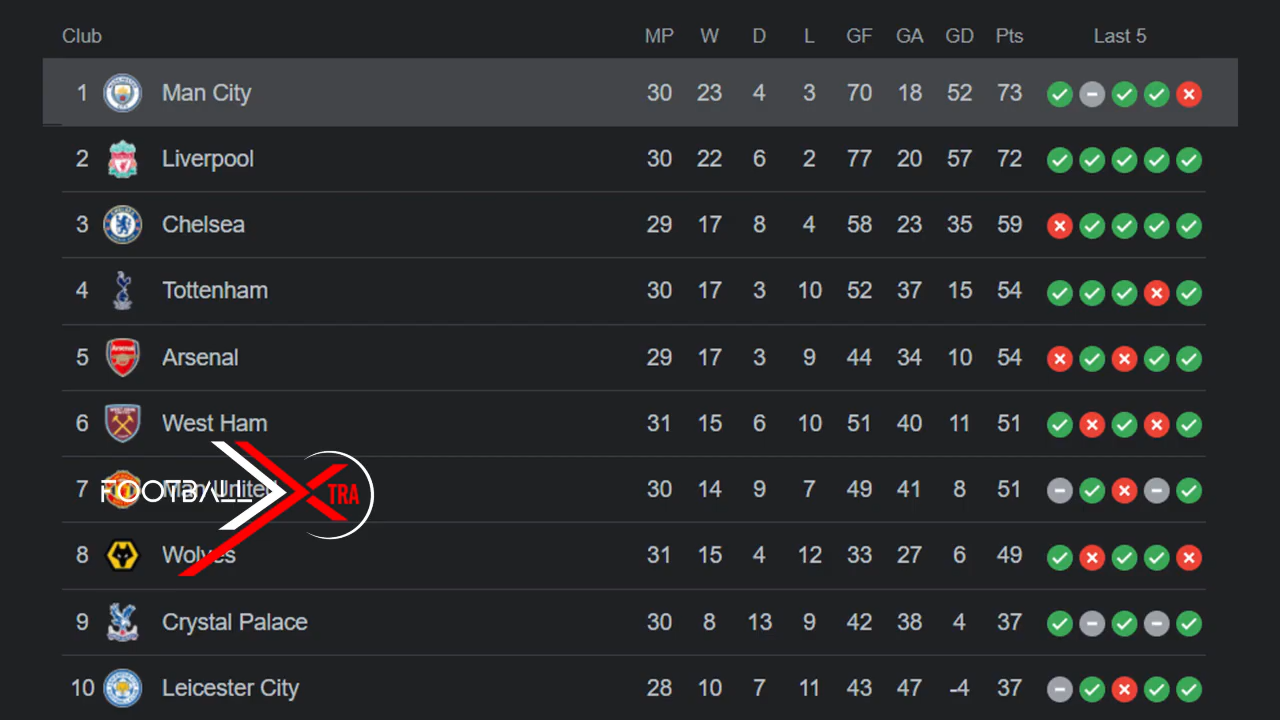 Club MP W D L GF GA GD Pts Last 5
1 Man City 30 23 4 3 70 18 52 73
2 Liverpool 30 22 6 2 77 20 57 72
3 Chelsea 29 17 8 4 58 23 35 59
4 Tottenham 30 17 3 10 52 37 15 54
5 Arsenal 29 17 3 9 44 34 10 54
6 West Ham 31 15 6 10 51 40 11 51
7 Man United 30 14 9 7 49 41 8 51
FOOTBALL XTRA
8 Wolves 31 15 4 12 33 27 6 49
9 Crystal Palace 30 8 13 9 42 38 4 37
10 Leicester City 28 10 7 11 43 47 -4 37